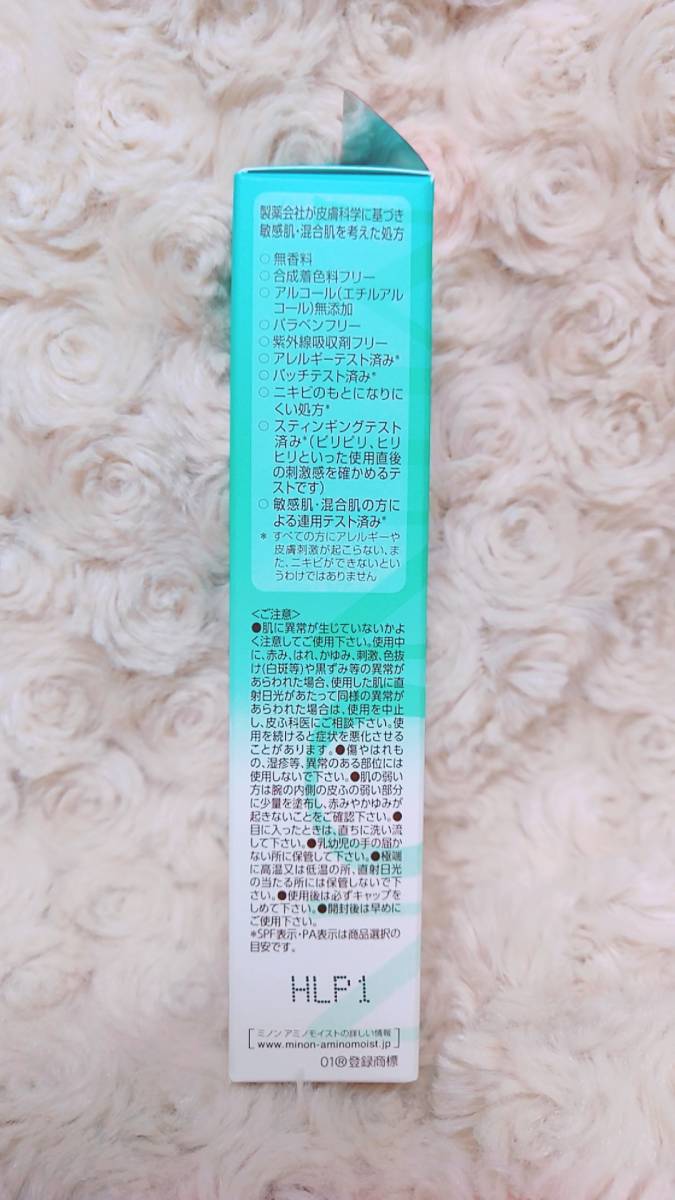 製薬会社が皮膚科学に基づき
敏感肌・混合肌を考えた処方
○ 無香料
○ 合成着色料フリー
○ アルコール(エチルアル
コール)無添加
○ パラベンフリー
○ 紫外線吸収剤フリー
○ アレルギーテスト済み*
○ パッチテスト済み*
○ ニキビのもとになりに
くい処方*
○ スティンギングテスト
済み*(ピリピリ、ヒリ
ヒリといった使用直後
の刺激感を確かめるテ
ストです)
○ 敏感肌・混合肌の方に
よる連用テスト済み*
* すべての方にアレルギーや
皮膚刺激が起こらない、ま
た、ニキビができないとい
うわけではありません
<ご注意>
●肌に異常が生じていないかよ
く注意してご使用下さい。使用中
に、赤み、はれ、かゆみ、刺激、色抜
け(白斑等)や黒ずみ等の異常が
あらわれた場合、使用した肌に直
射日光があたって同様の異常が
あらわれた場合は、使用を中止
し、皮ふ科医にご相談下さい。使
用を続けると症状を悪化させる
ことがあります。●傷やはれも
の、湿疹等、異常のある部位には
使用しないで下さい。●肌の弱い
方は腕の内側の皮ふの弱い部分
に少量を塗布し、赤みやかゆみが
起きないことをご確認下さい。●
目に入ったときは、直ちに洗い流
して下さい。●乳幼児の手の届か
ない所に保管して下さい。●極端
に高温又は低温の所、直射日光
の当たる所には保管しないで下
さい。●使用後は必ずキャップを
しめて下さい。●開封後は早めに
ご使用下さい。
*SPF表示・PA表示は商品選択の
目安です。
HLP1
ミノン アミノモイストの詳しい情報
www.minon-aminomoist.jp
01®登録商標